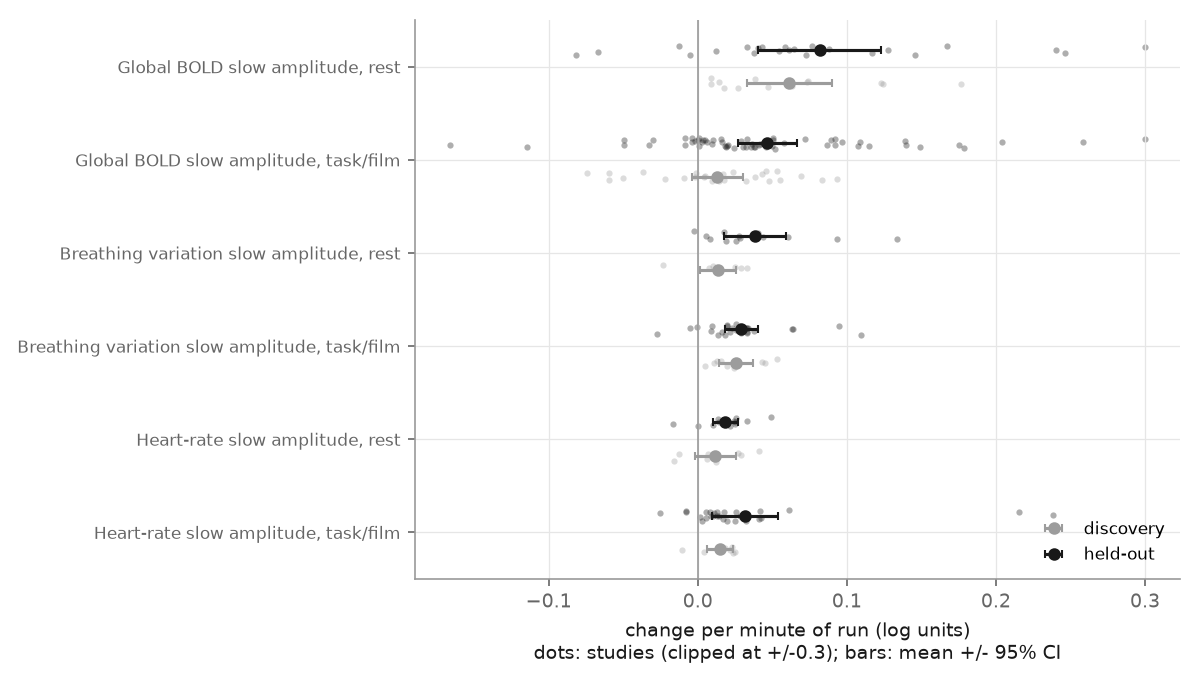 Global BOLD slow amplitude, rest
Global BOLD slow amplitude, task/film
Breathing variation slow amplitude, rest
Breathing variation slow amplitude, task/film
Heart-rate slow amplitude, rest
Heart-rate slow amplitude, task/film
discovery
held-out
−0.1 0.0 0.1 0.2 0.3
change per minute of run (log units)
dots: studies (clipped at +/-0.3); bars: mean +/- 95% CI